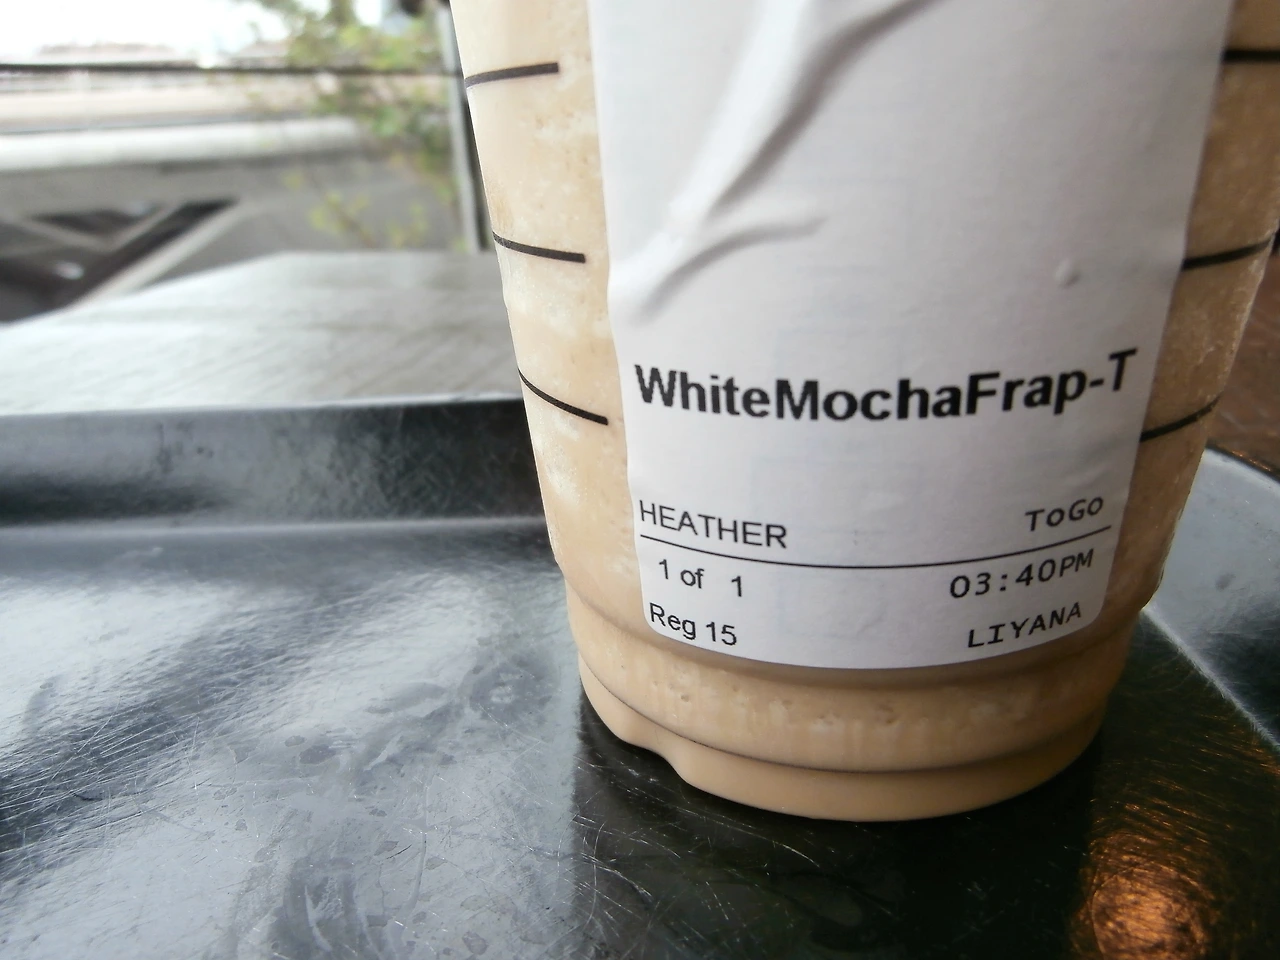 WhiteMochaFrap-T
HEATHER ToGo
1 of 1 03:40PM
Reg 15 LIYANA